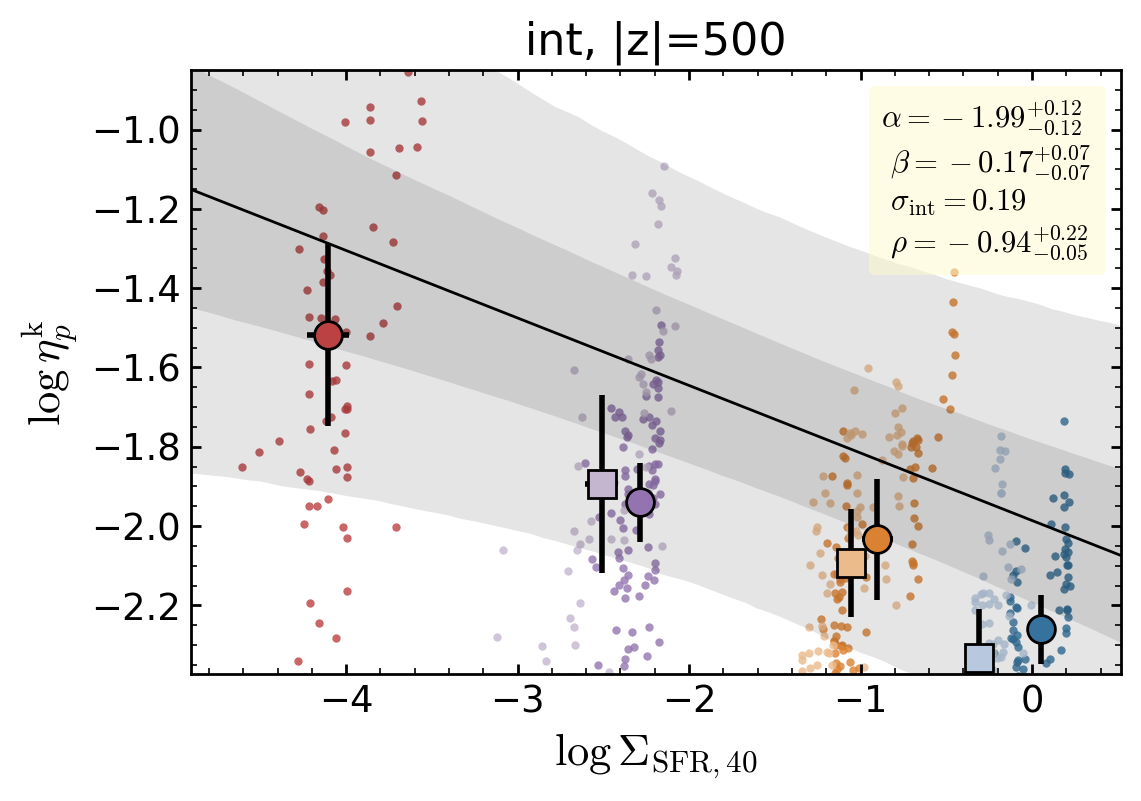 int, |z|=500
α = −1.99 +0.12 −0.12
β = −0.17 +0.07 −0.07
σint = 0.19
ρ = −0.94 +0.22 −0.05
−1.0
−1.2
−1.4
−1.6
−1.8
−2.0
−2.2
log η_p^k
−4 −3 −2 −1 0
log Σ_SFR, 40